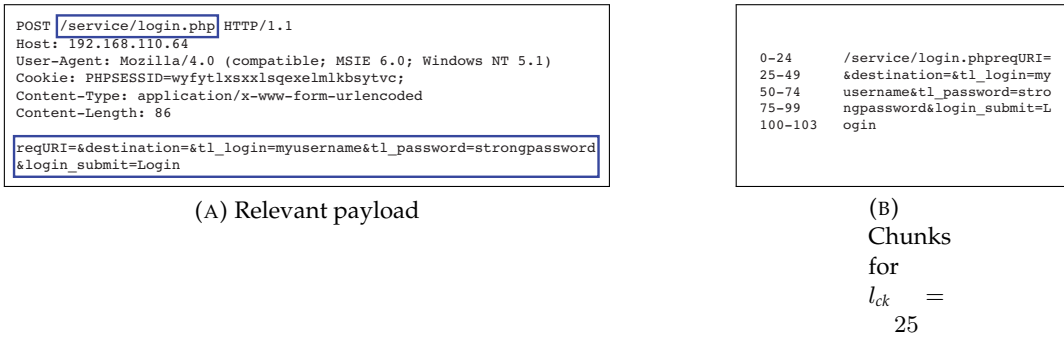 POST /service/login.php HTTP/1.1
Host: 192.168.110.64
User-Agent: Mozilla/4.0 (compatible; MSIE 6.0; Windows NT 5.1)
Cookie: PHPSESSID=wyfytlxsxxlsqexelmlkbsytvc;
Content-Type: application/x-www-form-urlencoded
Content-Length: 86
reqURI=&destination=&tl_login=myusername&tl_password=strongpassword
&login_submit=Login
(A) Relevant payload
0-24 /service/login.phpreqURI=
25-49 &destination=&tl_login=my
50-74 username&tl_password=stro
75-99 ngpassword&login_submit=L
100-103 ogin
(B)
Chunks
for
l_ck =
25